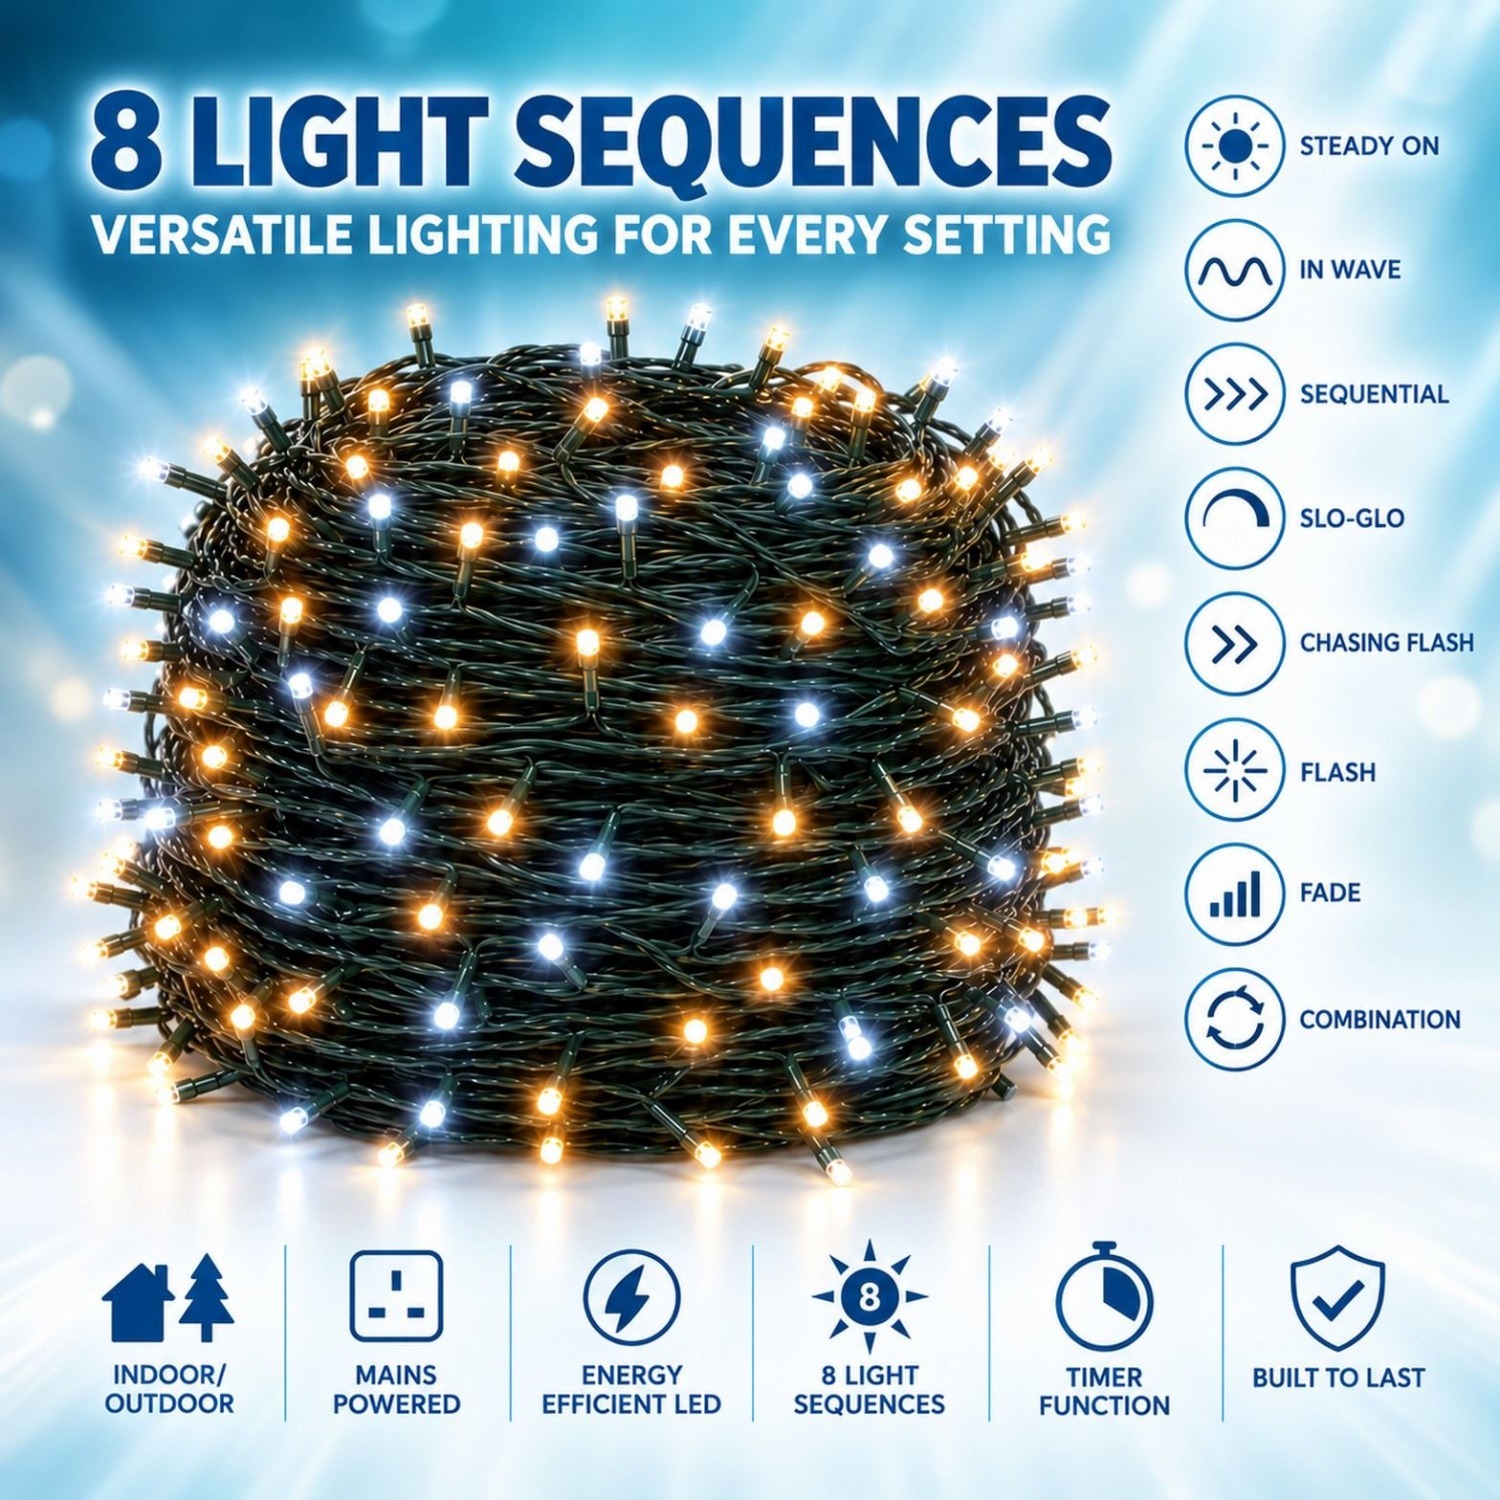 8 LIGHT SEQUENCES
VERSATILE LIGHTING FOR EVERY SETTING
STEADY ON
IN WAVE
SEQUENTIAL
SLO-GLO
CHASING FLASH
FLASH
FADE
COMBINATION
INDOOR/
OUTDOOR
MAINS
POWERED
ENERGY
EFFICIENT LED
8
8 LIGHT
SEQUENCES
TIMER
FUNCTION
BUILT TO LAST